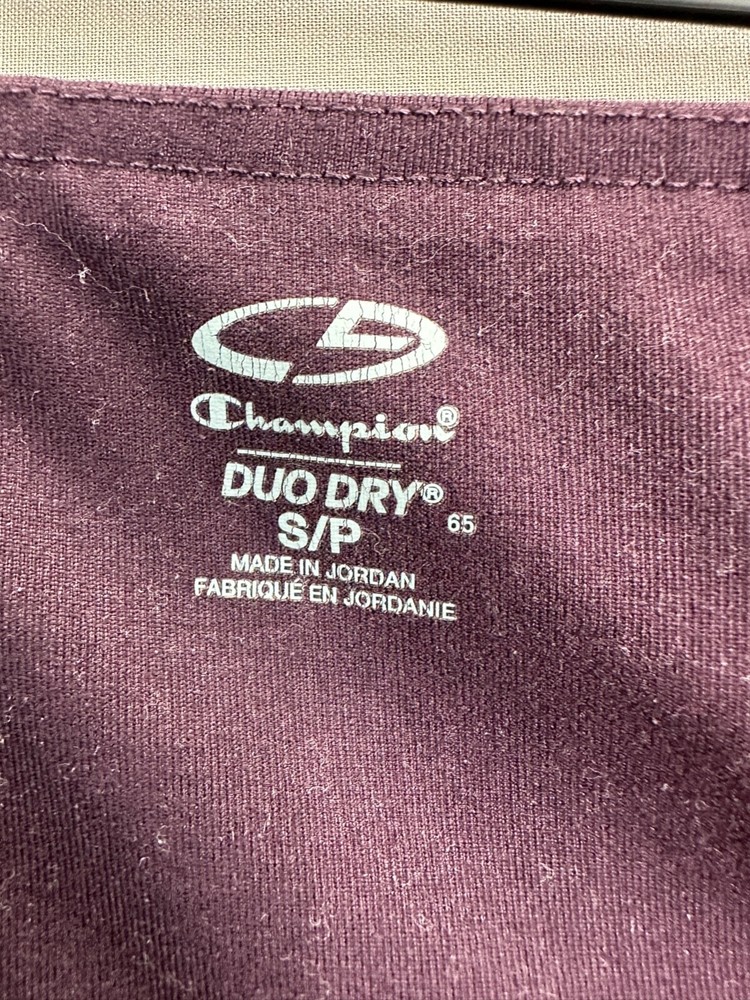 Champion®
DUO DRY®
S/P 65
MADE IN JORDAN
FABRIQUÉ EN JORDANIE